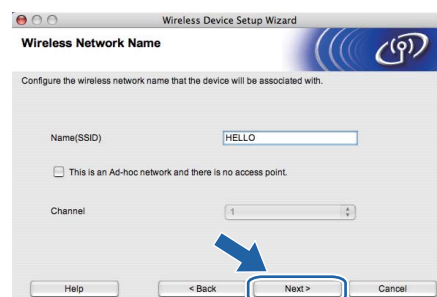 Wireless Device Setup Wizard
Wireless Network Name
Configure the wireless network name that the device will be associated with.
Name(SSID) HELLO
This is an Ad-hoc network and there is no access point.
Channel 1
Help < Back Next > Cancel